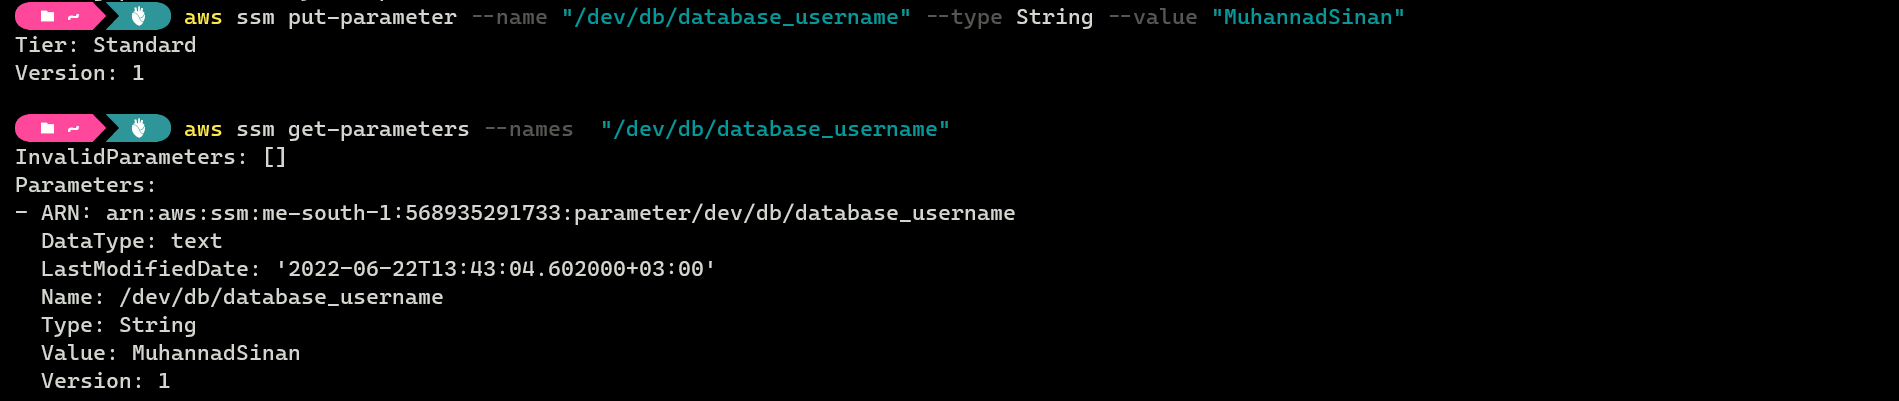 aws ssm put-parameter --name "/dev/db/database_username" --type String --value "MuhannadSinan"
Tier: Standard
Version: 1
aws ssm get-parameters --names  "/dev/db/database_username"
InvalidParameters: []
Parameters:
- ARN: arn:aws:ssm:me-south-1:568935291733:parameter/dev/db/database_username
  DataType: text
  LastModifiedDate: '2022-06-22T13:43:04.602000+03:00'
  Name: /dev/db/database_username
  Type: String
  Value: MuhannadSinan
  Version: 1